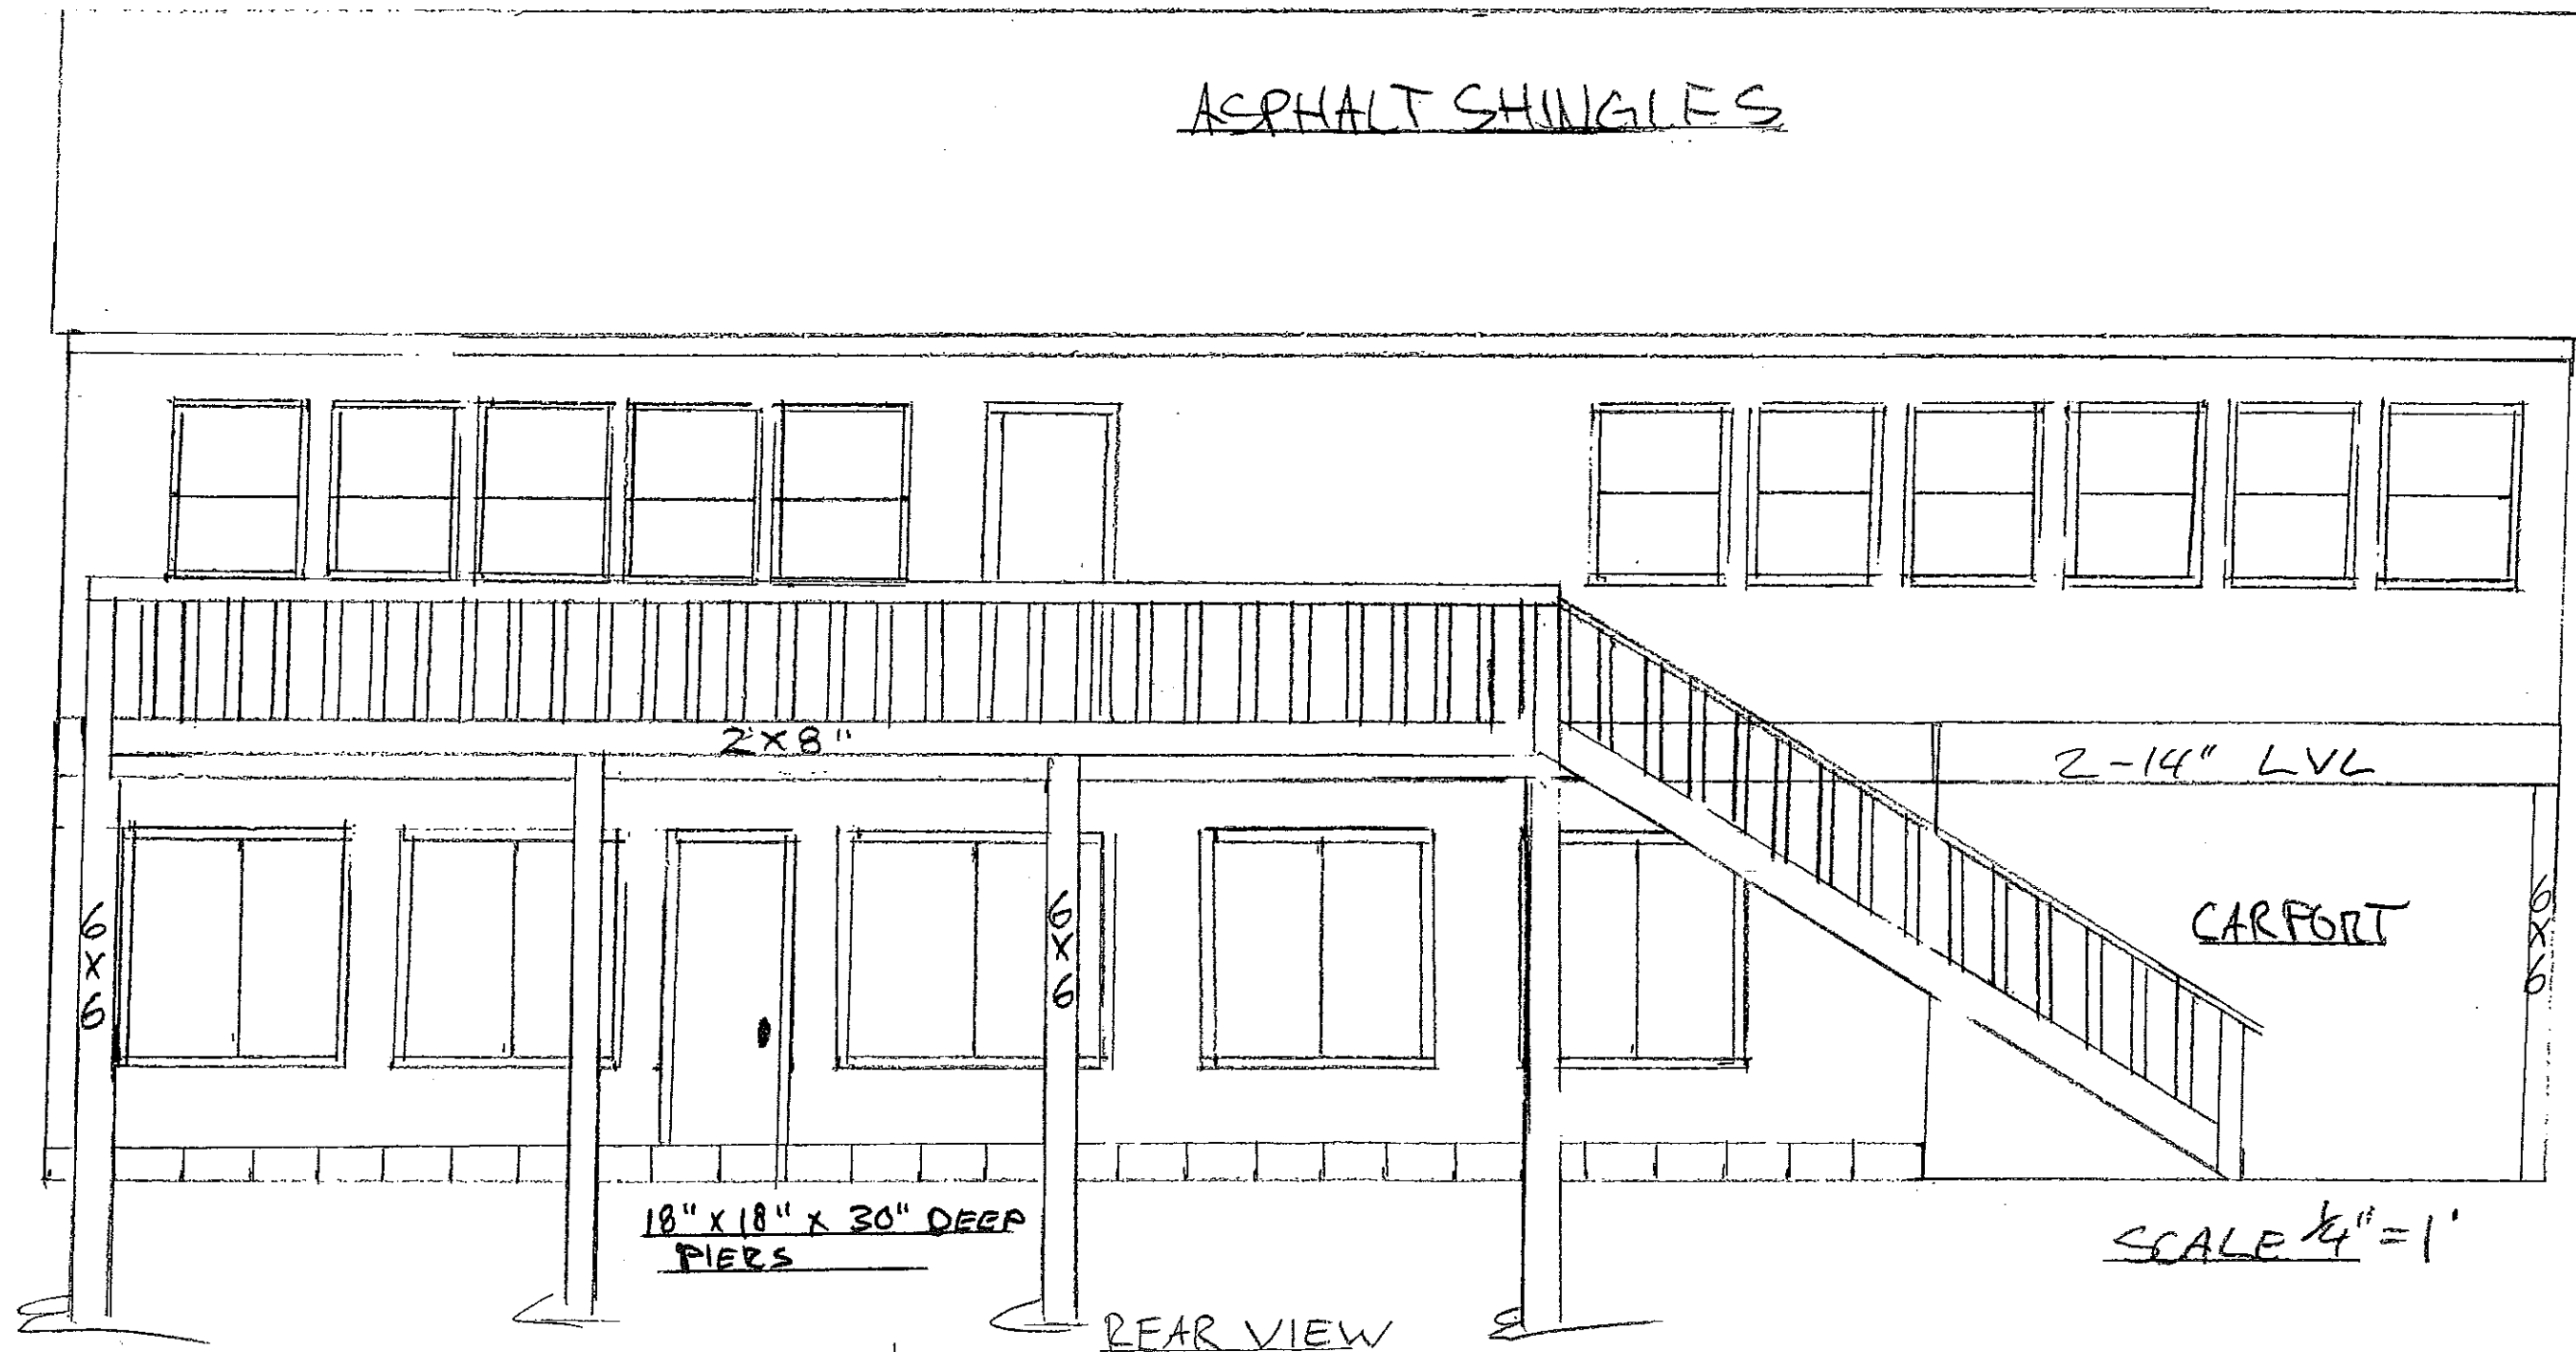 ASPHALT SHINGLES
2X8"
2-14" LVL
6X6
6X6
CARPORT
6X6
18" X 18" X 30" DEEP
PIERS
SCALE 1/4" = 1'
REAR VIEW